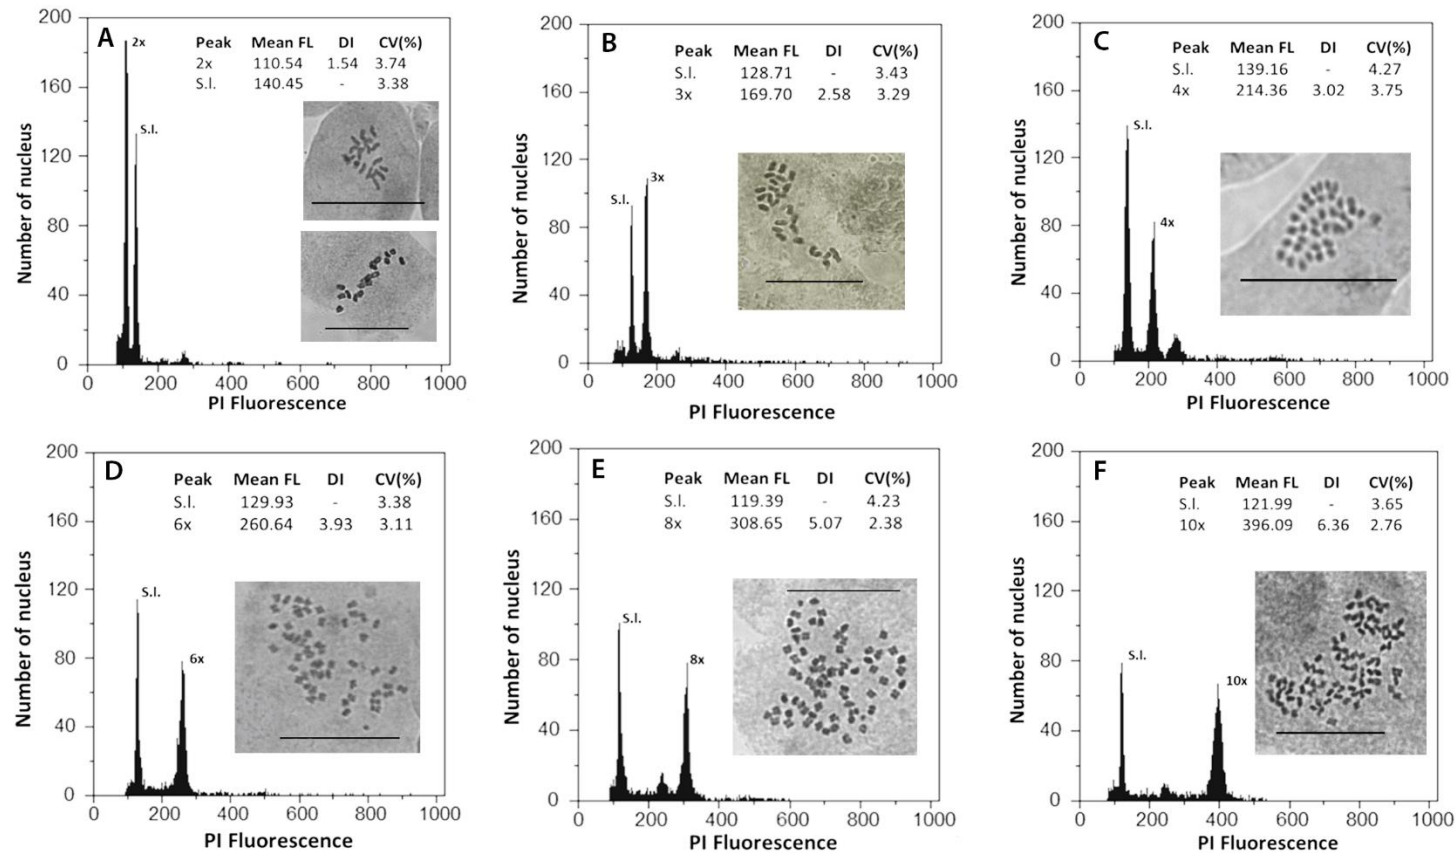 A
Peak Mean FL DI CV(%)
2x 110.54 1.54 3.74
S.l. 140.45 - 3.38
2x
S.l.
200
160
120
80
40
0
0 200 400 600 800 1000
Number of nucleus
PI Fluorescence
B
Peak Mean FL DI CV(%)
S.l. 128.71 - 3.43
3x 169.70 2.58 3.29
S.l.
3x
200
160
120
80
40
0
0 200 400 600 800 1000
Number of nucleus
PI Fluorescence
C
Peak Mean FL DI CV(%)
S.l. 139.16 - 4.27
4x 214.36 3.02 3.75
S.l.
4x
200
160
120
80
40
0
0 200 400 600 800 1000
Number of nucleus
PI Fluorescence
D
Peak Mean FL DI CV(%)
S.l. 129.93 - 3.38
6x 260.64 3.93 3.11
S.l.
6x
200
160
120
80
40
0
0 200 400 600 800 1000
Number of nucleus
PI Fluorescence
E
Peak Mean FL DI CV(%)
S.l. 119.39 - 4.23
8x 308.65 5.07 2.38
S.l.
8x
200
160
120
80
40
0
0 200 400 600 800 1000
Number of nucleus
PI Fluorescence
F
Peak Mean FL DI CV(%)
S.l. 121.99 - 3.65
10x 396.09 6.36 2.76
S.l.
10x
200
160
120
80
40
0
0 200 400 600 800 1000
Number of nucleus
PI Fluorescence